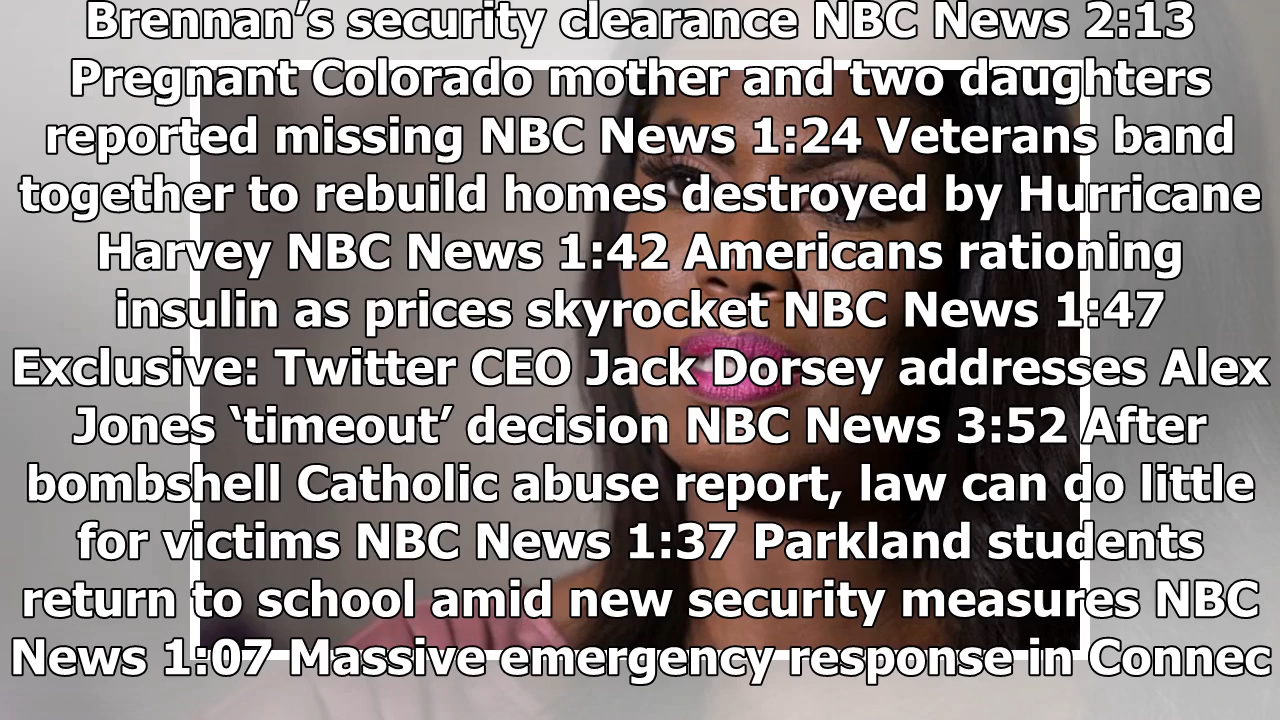 Brennan’s security clearance NBC News 2:13
Pregnant Colorado mother and two daughters
reported missing NBC News 1:24 Veterans band
together to rebuild homes destroyed by Hurricane
Harvey NBC News 1:42 Americans rationing
insulin as prices skyrocket NBC News 1:47
Exclusive: Twitter CEO Jack Dorsey addresses Alex
Jones ‘timeout’ decision NBC News 3:52 After
bombshell Catholic abuse report, law can do little
for victims NBC News 1:37 Parkland students
return to school amid new security measures NBC
News 1:07 Massive emergency response in Connec